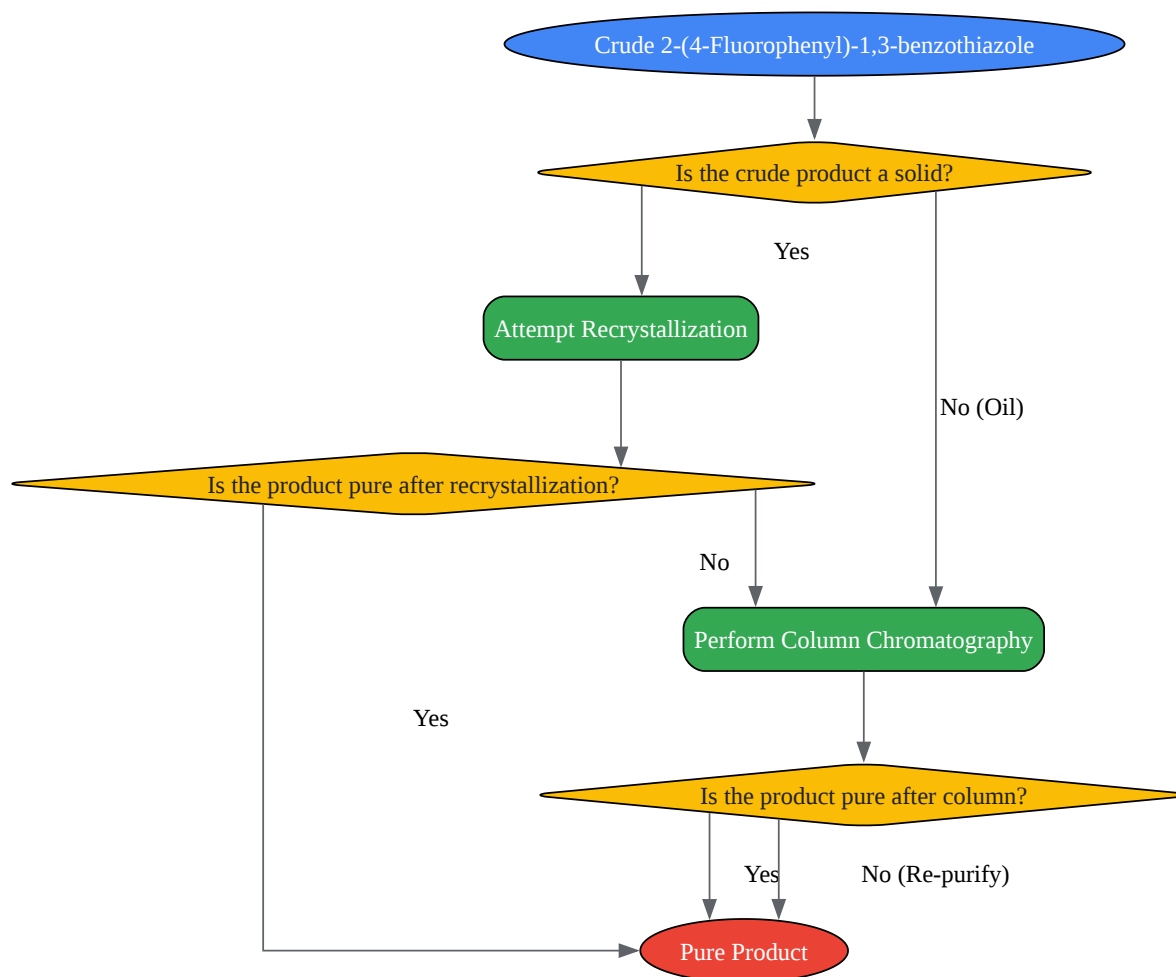 Crude 2-(4-Fluorophenyl)-1,3-benzothiazole
Is the crude product a solid?
Yes
Attempt Recrystallization
No (Oil)
Is the product pure after recrystallization?
No
Perform Column Chromatography
Yes
Is the product pure after column?
Yes
No (Re-purify)
Pure Product